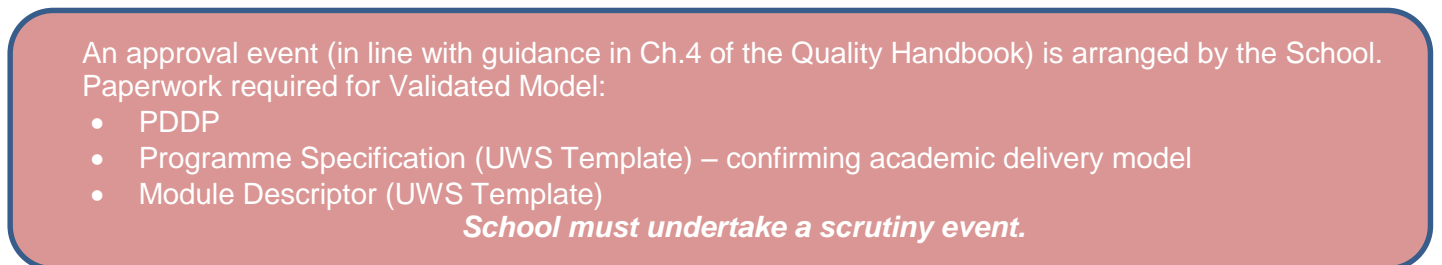 An approval event (in line with guidance in Ch.4 of the Quality Handbook) is arranged by the School.
Paperwork required for Validated Model:
• PDDP
• Programme Specification (UWS Template) – confirming academic delivery model
• Module Descriptor (UWS Template)
School must undertake a scrutiny event.